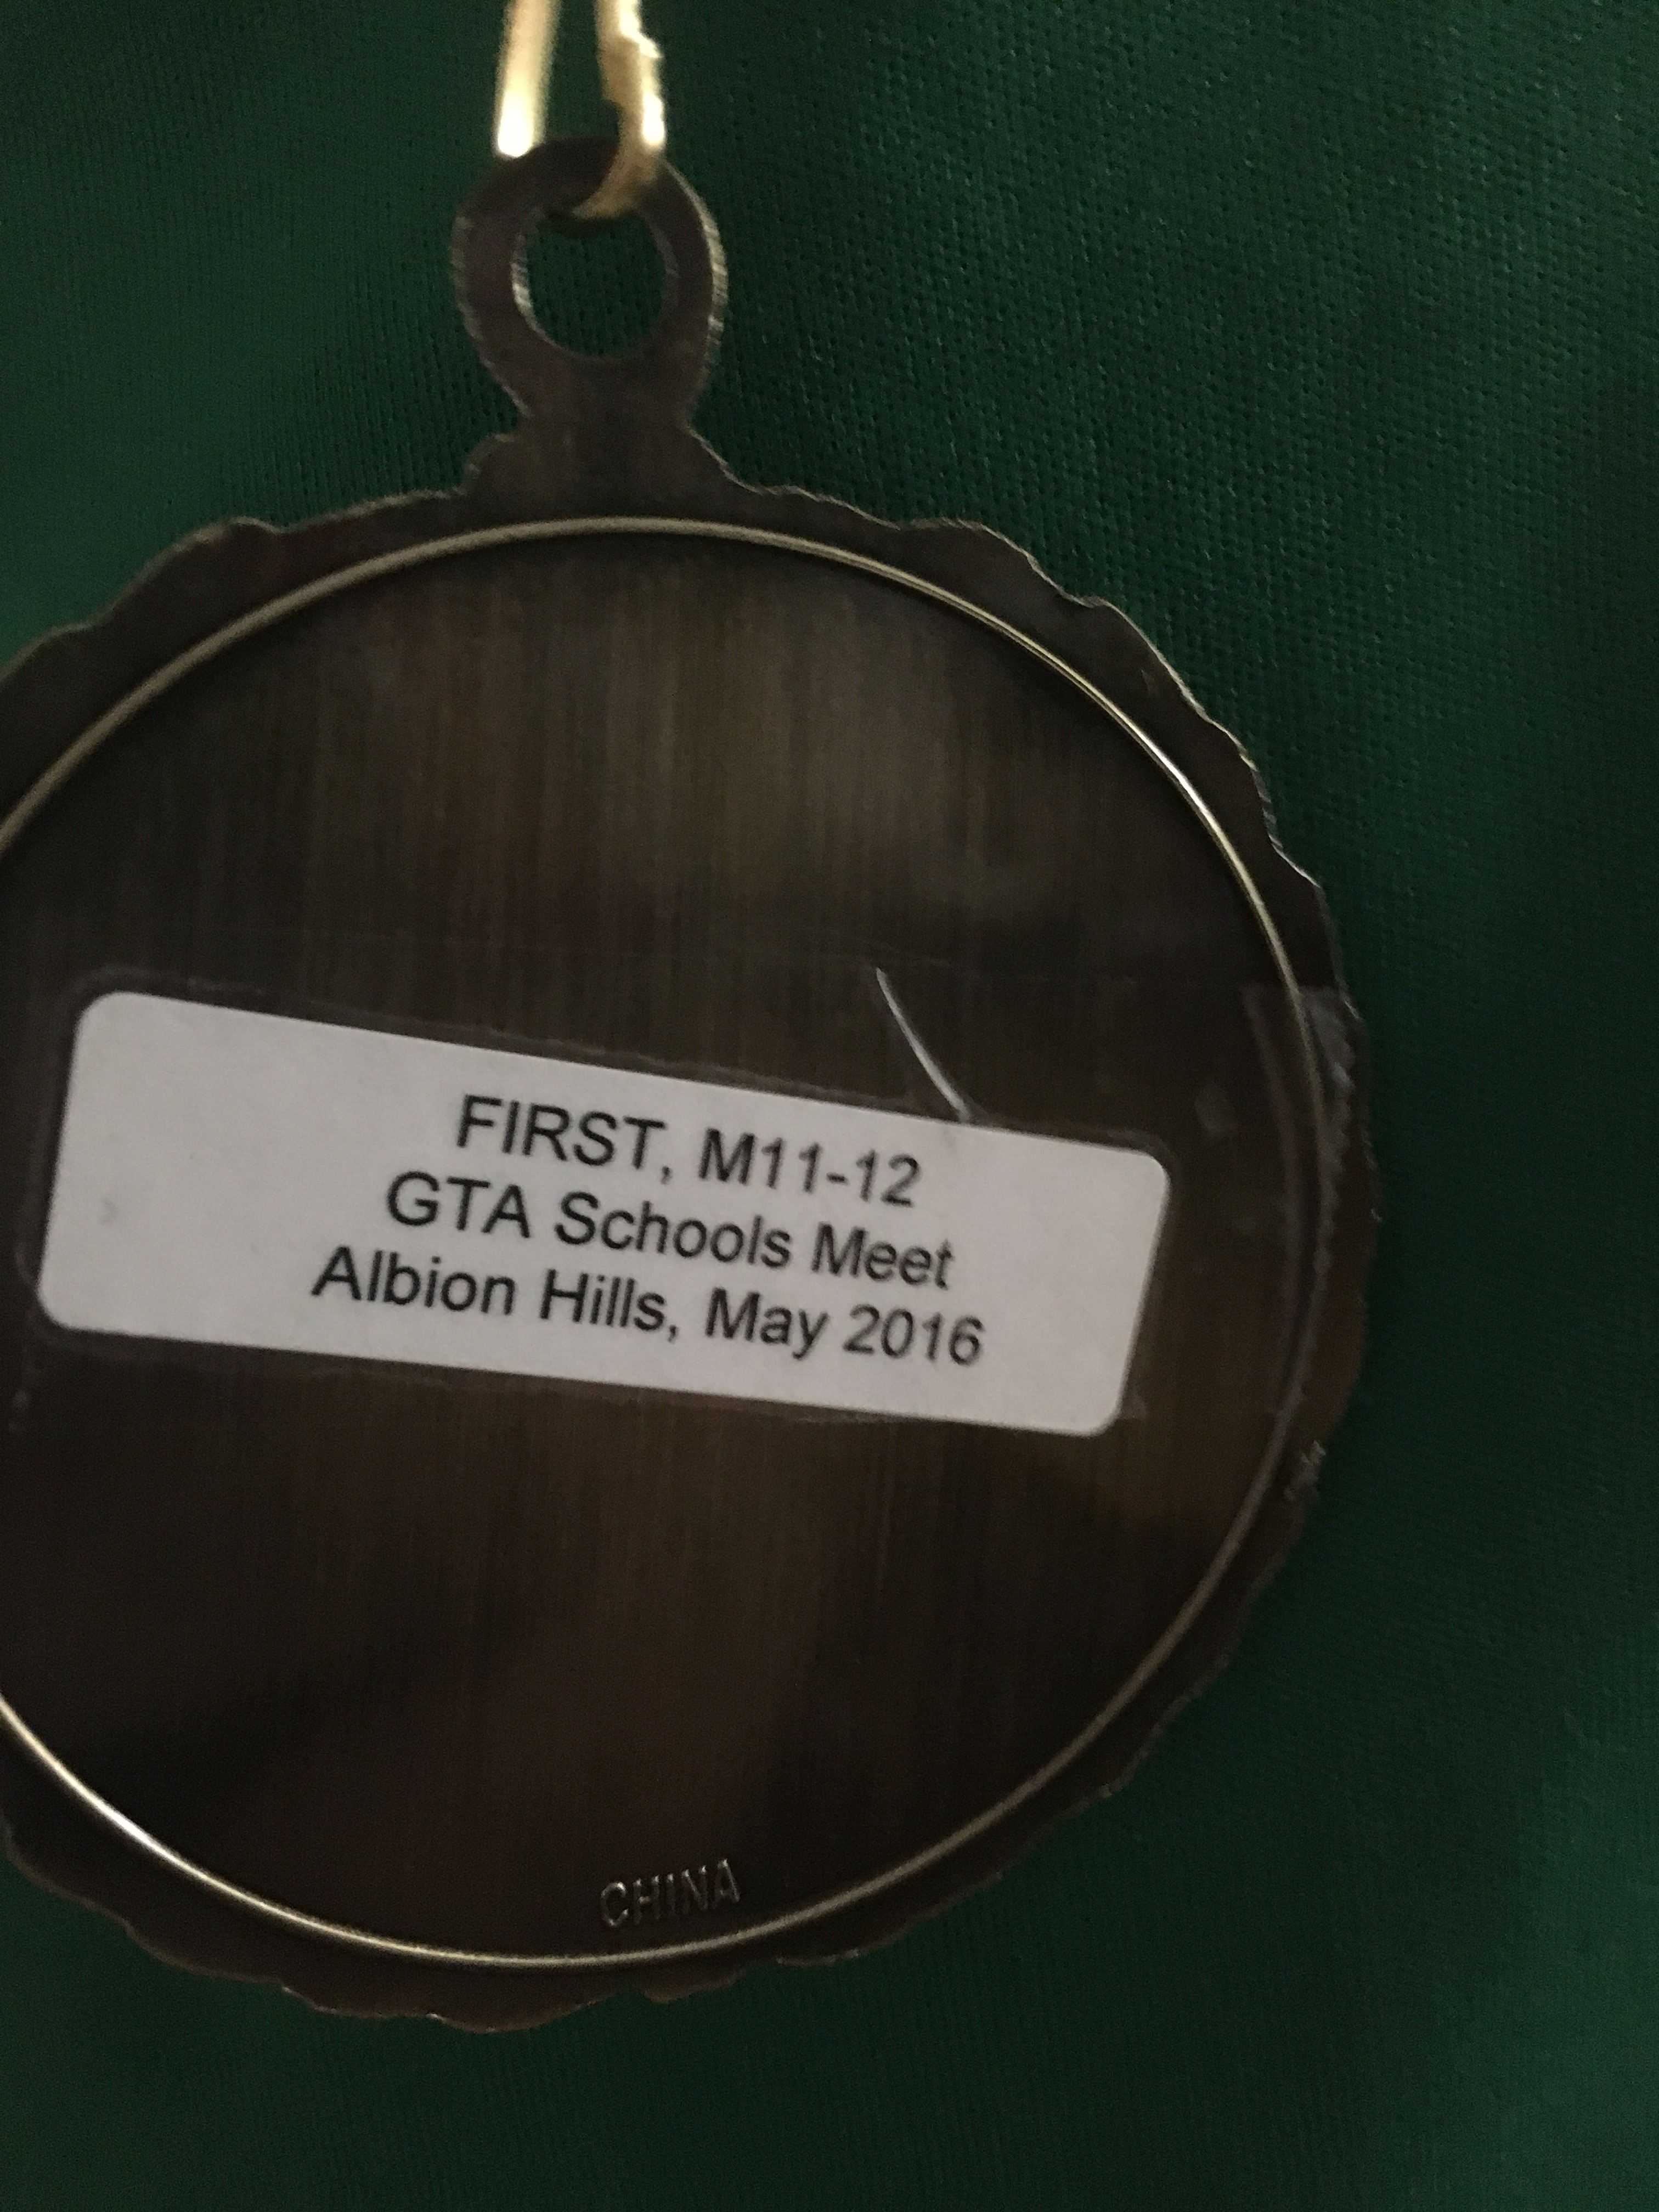 FIRST, M11-12
GTA Schools Meet
Albion Hills, May 2016
CHINA